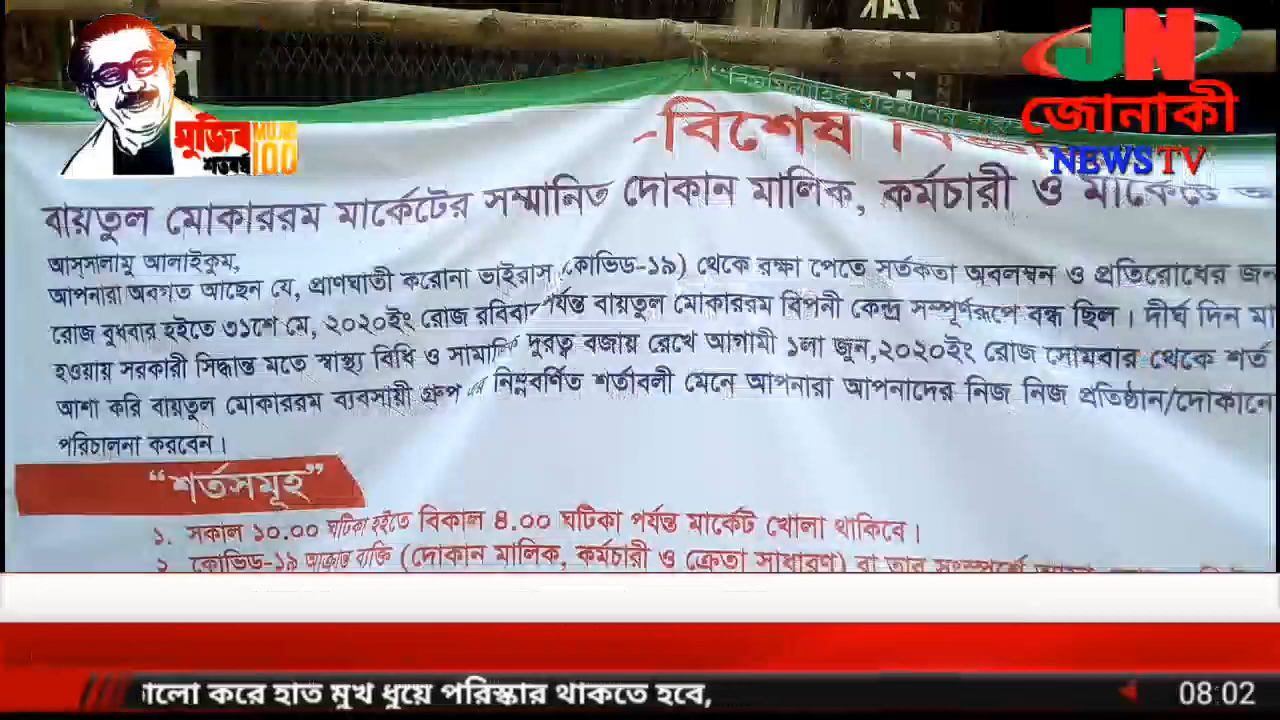 মুজিব
শতবর্ষ
100
JN
জোনাকী
NEWS TV
বিশেষ
বায়তুল মোকাররম মার্কেটের সম্মানিত দোকান মালিক, কর্মচারী ও মার্কেটে
আস্সালামু আলাইকুম,
আপনারা অবগত আছেন যে, প্রাণঘাতী করোনা ভাইরাস (কোভিড-১৯) থেকে রক্ষা পেতে সর্তকতা অবলম্বন ও প্রতিরোধের
রোজ বুধবার হইতে ৩১শে মে, ২০২০ইং রোজ রবিবার পর্যন্ত বায়তুল মোকাররম বিপনী কেন্দ্র সম্পূর্ণরূপে বন্ধ ছিল। দীর্ঘ দিন
হওয়ায় সরকারী সিদ্ধান্ত মতে স্বাস্থ্য বিধি ও সামাজিক দুরত্ব বজায় রেখে আগামী ১লা জুন,২০২০ইং রোজ সোমবার থেকে শর্ত
আশা করি বায়তুল মোকাররম ব্যবসায়ী গ্রুপ এর নিম্নবর্ণিত শর্তাবলী মেনে আপনারা আপনাদের নিজ নিজ প্রতিষ্ঠান/দোকানে
পরিচালনা করবেন।
“শর্তসমূহ”
১. সকাল ১০.০০ ঘটিকা হইতে বিকাল ৪.০০ ঘটিকা পর্যন্ত মার্কেট খোলা থাকিবে।
২ কোভিড-১৯ আক্রান্ত ব্যক্তি (দোকান মালিক, কর্মচারী ও ক্রেতা সাধারণ) বা তার সংস্পর্শে
লো করে হাত মুখ ধুয়ে পরিস্কার থাকতে হবে,
08:02